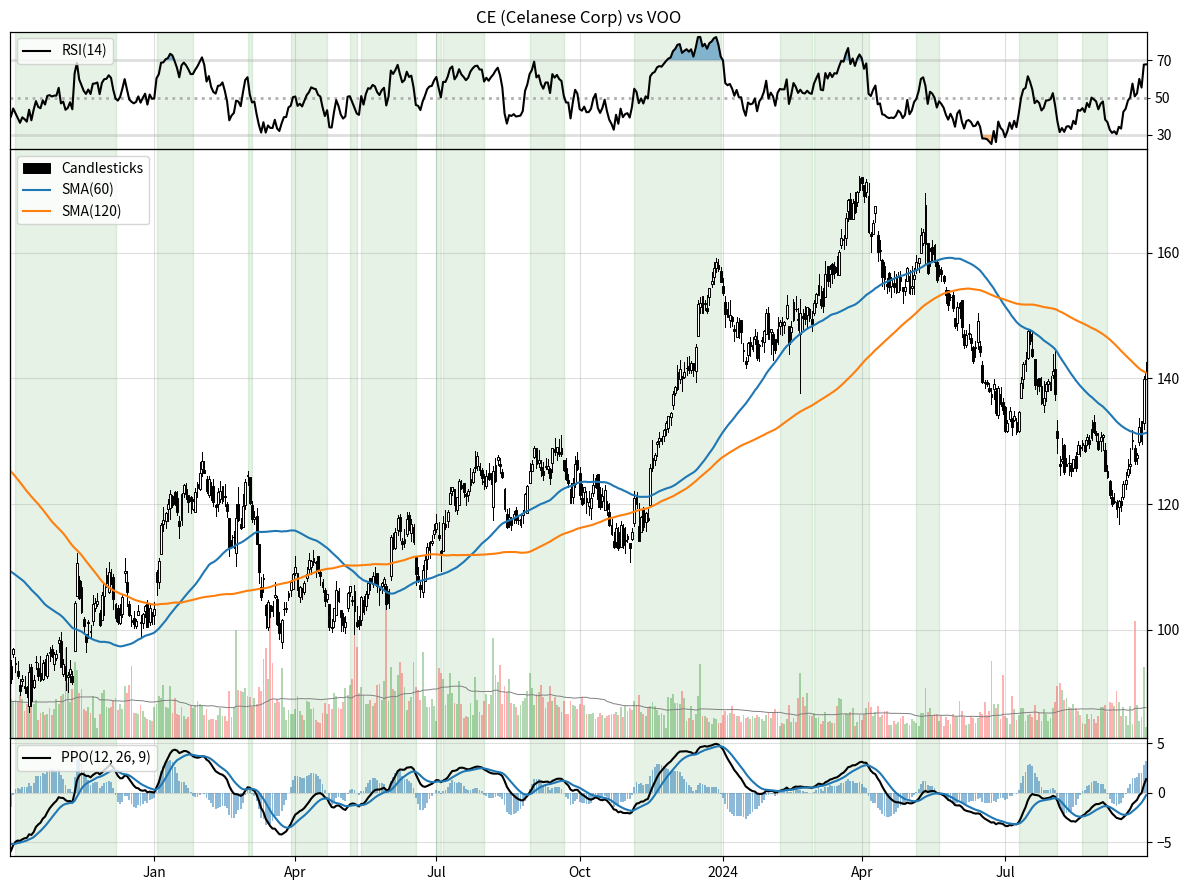 CE (Celanese Corp) vs VOO
RSI(14)
70
50
30
Candlesticks
SMA(60)
SMA(120)
160
140
120
100
PPO(12, 26, 9)
5
0
−5
Jan
Apr
Jul
Oct
2024
Apr
Jul